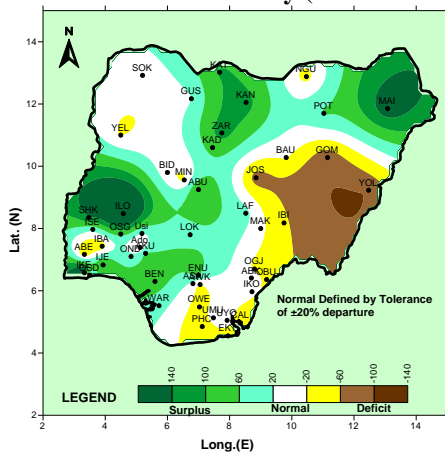 N
SOK
KAT
NGU
GUS
KAN
MAI
POT
YEL
ZAR
KAD
BAU
GOM
BID
MIN
JOS
ABU
YOL
SHK
ILO
LAF
IBI
ISE
OSG
Usi
LOK
MAK
IBA
Ado
ABE
OND
AKU
IJE
OGJ
IKE
BEN
ENU
OBU
OSD
IKO
WAR
OWE
UMU
UYO
CAL
PHC
EKT
Normal Defined by Tolerance
of ±20% departure
LEGEND
140
100
60
20
-20
-60
-100
-140
Surplus
Normal
Deficit
Lat. (N)
14
12
10
8
6
4
2
2
4
6
8
10
12
14
Long.(E)